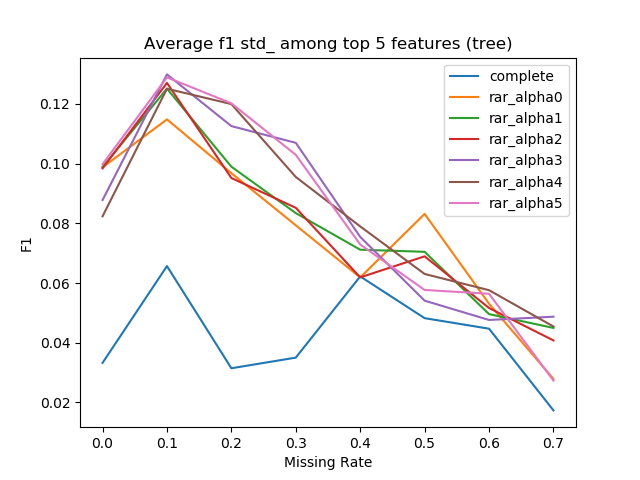 Average f1 std_ among top 5 features (tree)
complete
rar_alpha0
rar_alpha1
rar_alpha2
rar_alpha3
rar_alpha4
rar_alpha5
F1
0.12
0.10
0.08
0.06
0.04
0.02
0.0 0.1 0.2 0.3 0.4 0.5 0.6 0.7
Missing Rate